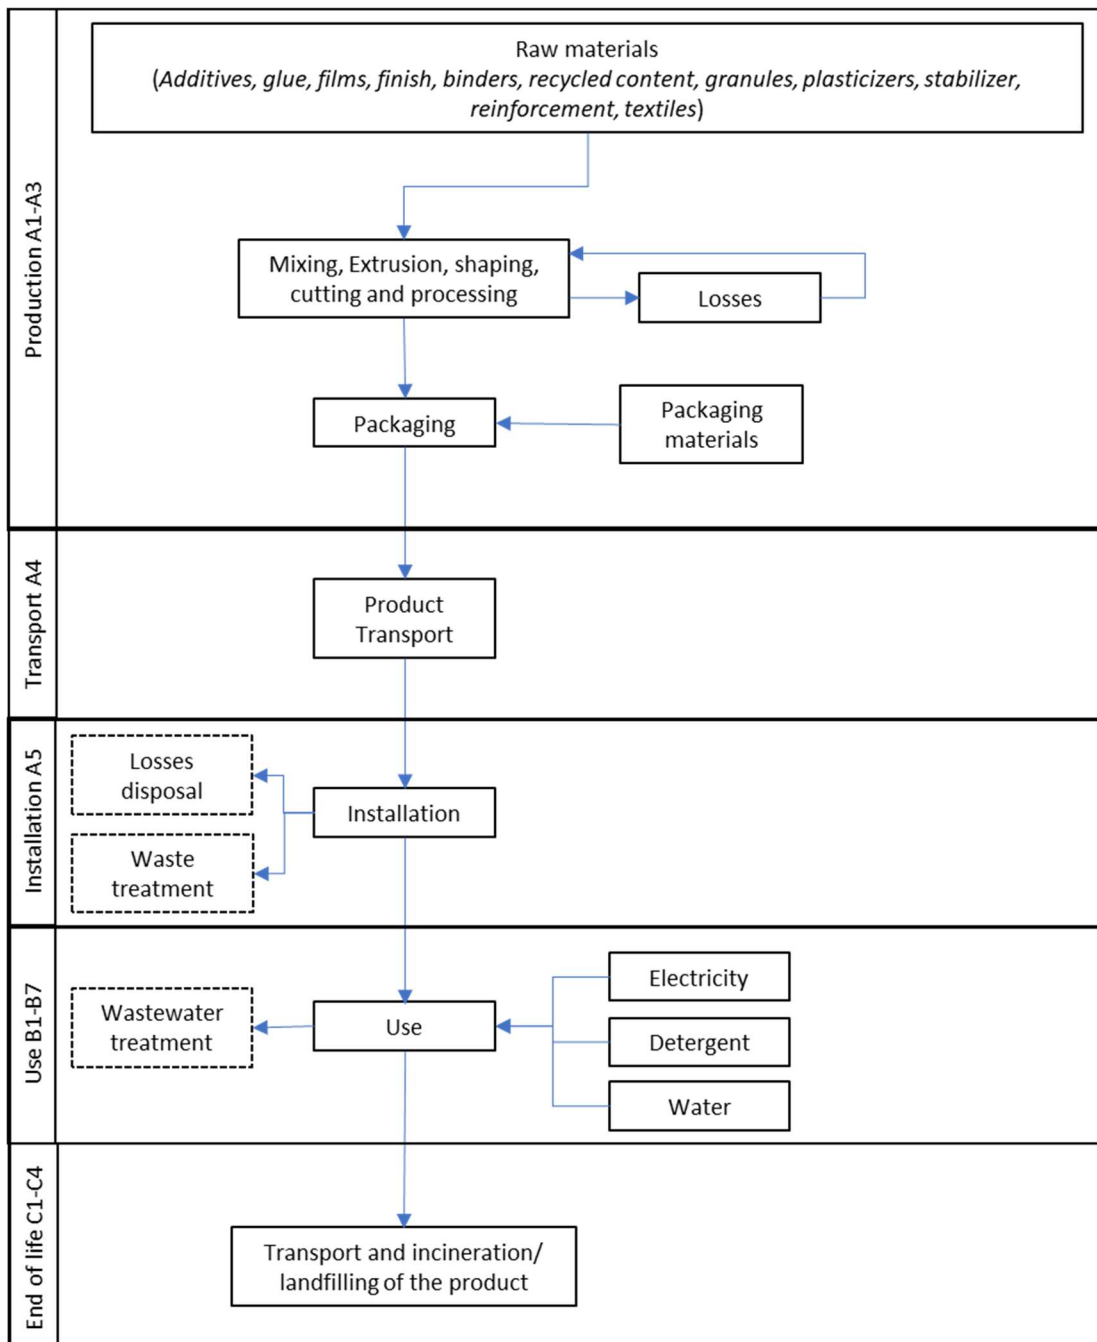 Production A1-A3
Raw materials
(Additives, glue, films, finish, binders, recycled content, granules, plasticizers, stabilizer,
reinforcement, textiles)
Mixing, Extrusion, shaping,
cutting and processing
Losses
Packaging
Packaging
materials
Transport A4
Product
Transport
Installation A5
Losses
disposal
Installation
Waste
treatment
Use B1-B7
Wastewater
treatment
Use
Electricity
Detergent
Water
End of life C1-C4
Transport and incineration/
landfilling of the product